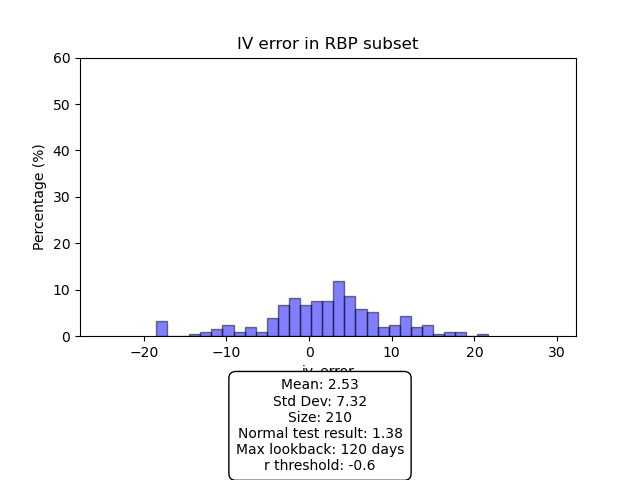 IV error in RBP subset
60
50
40
30
20
10
0
Percentage (%)
−20
−10
0
10
20
30
iv_error
Mean: 2.53
Std Dev: 7.32
Size: 210
Normal test result: 1.38
Max lookback: 120 days
r threshold: -0.6